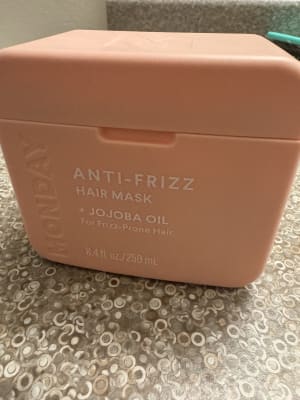 MONDAY
ANTI-FRIZZ
HAIR MASK
+ JOJOBA OIL
For Frizz-Prone Hair
8.4 fl oz./250 mL